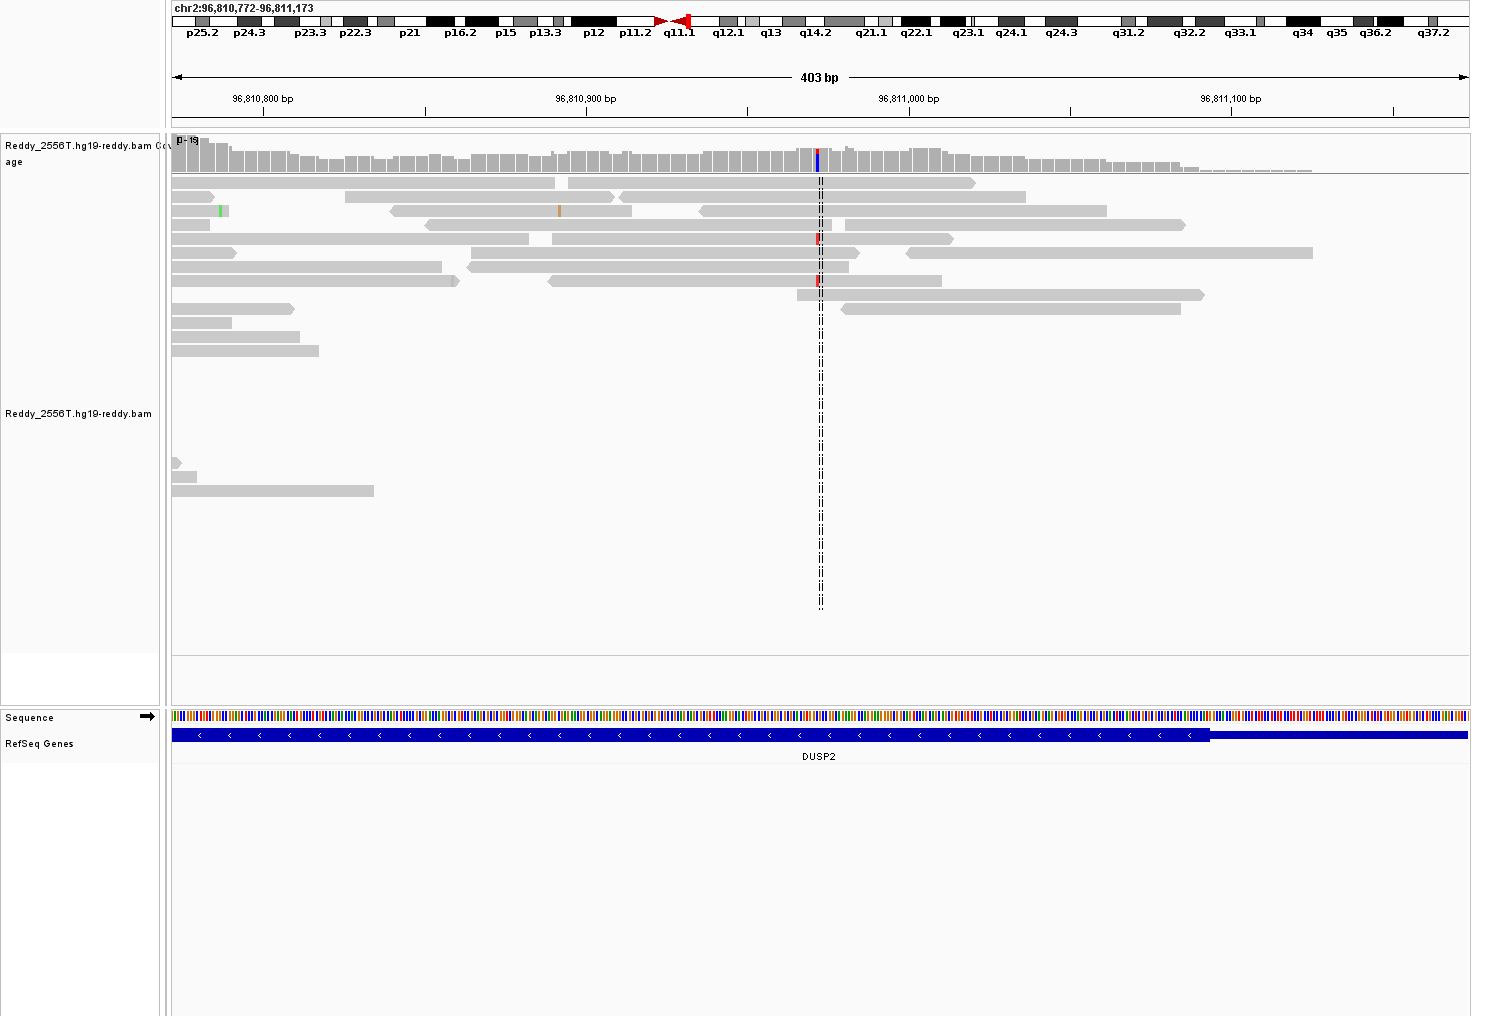 chr2:96,810,772-96,811,173
p25.2 p24.3 p23.3 p22.3 p21 p16.2 p15 p13.3 p12 p11.2 q11.1 q12.1 q13 q14.2 q21.1 q22.1 q23.1 q24.1 q24.3 q31.2 q32.2 q33.1 q34 q35 q36.2 q37.2
403 bp
96,810,800 bp 96,810,900 bp 96,811,000 bp 96,811,100 bp
Reddy_2556T.hg19-reddy.bam Cov
age
[0 - 19]
Reddy_2556T.hg19-reddy.bam
Sequence
RefSeq Genes
DUSP2